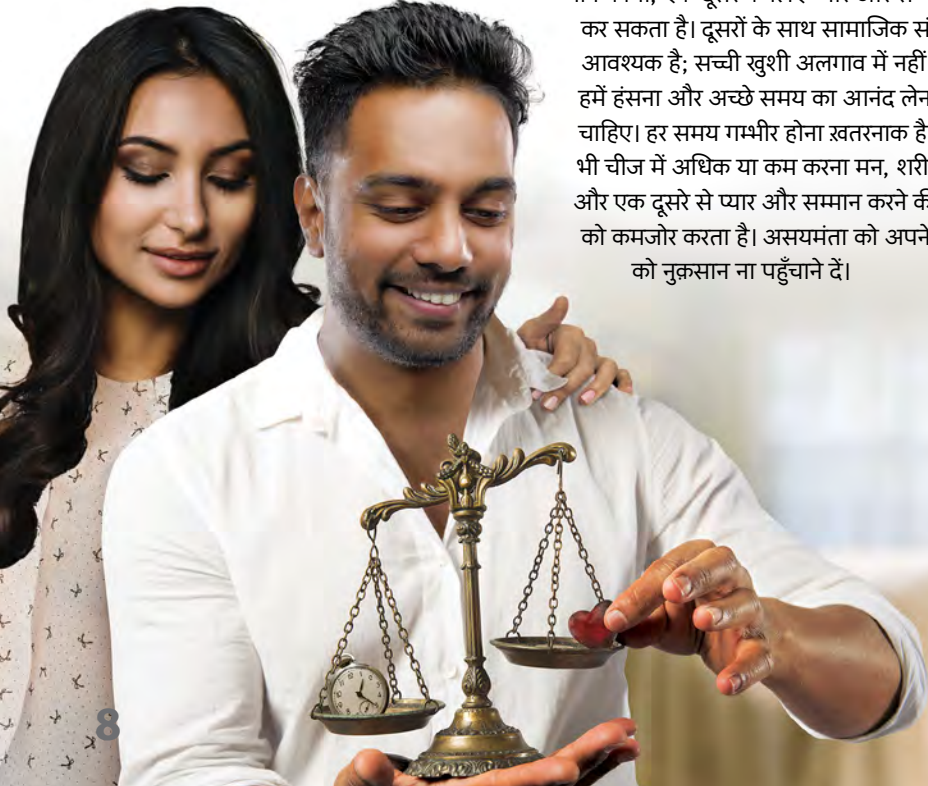 कर सकता है। दूसरों के साथ सामाजिक
आवश्यक है; सच्ची खुशी अलगाव में नहीं
हमें हंसना और अच्छे समय का आनंद
चाहिए। हर समय गम्भीर होना ख़तरनाक है
भी चीज में अधिक या कम करना मन,
और एक दूसरे से प्यार और सम्मान करने
को कमजोर करता है। असयमंता को अपने
को नुक़सान ना पहुँचाने दें।
8